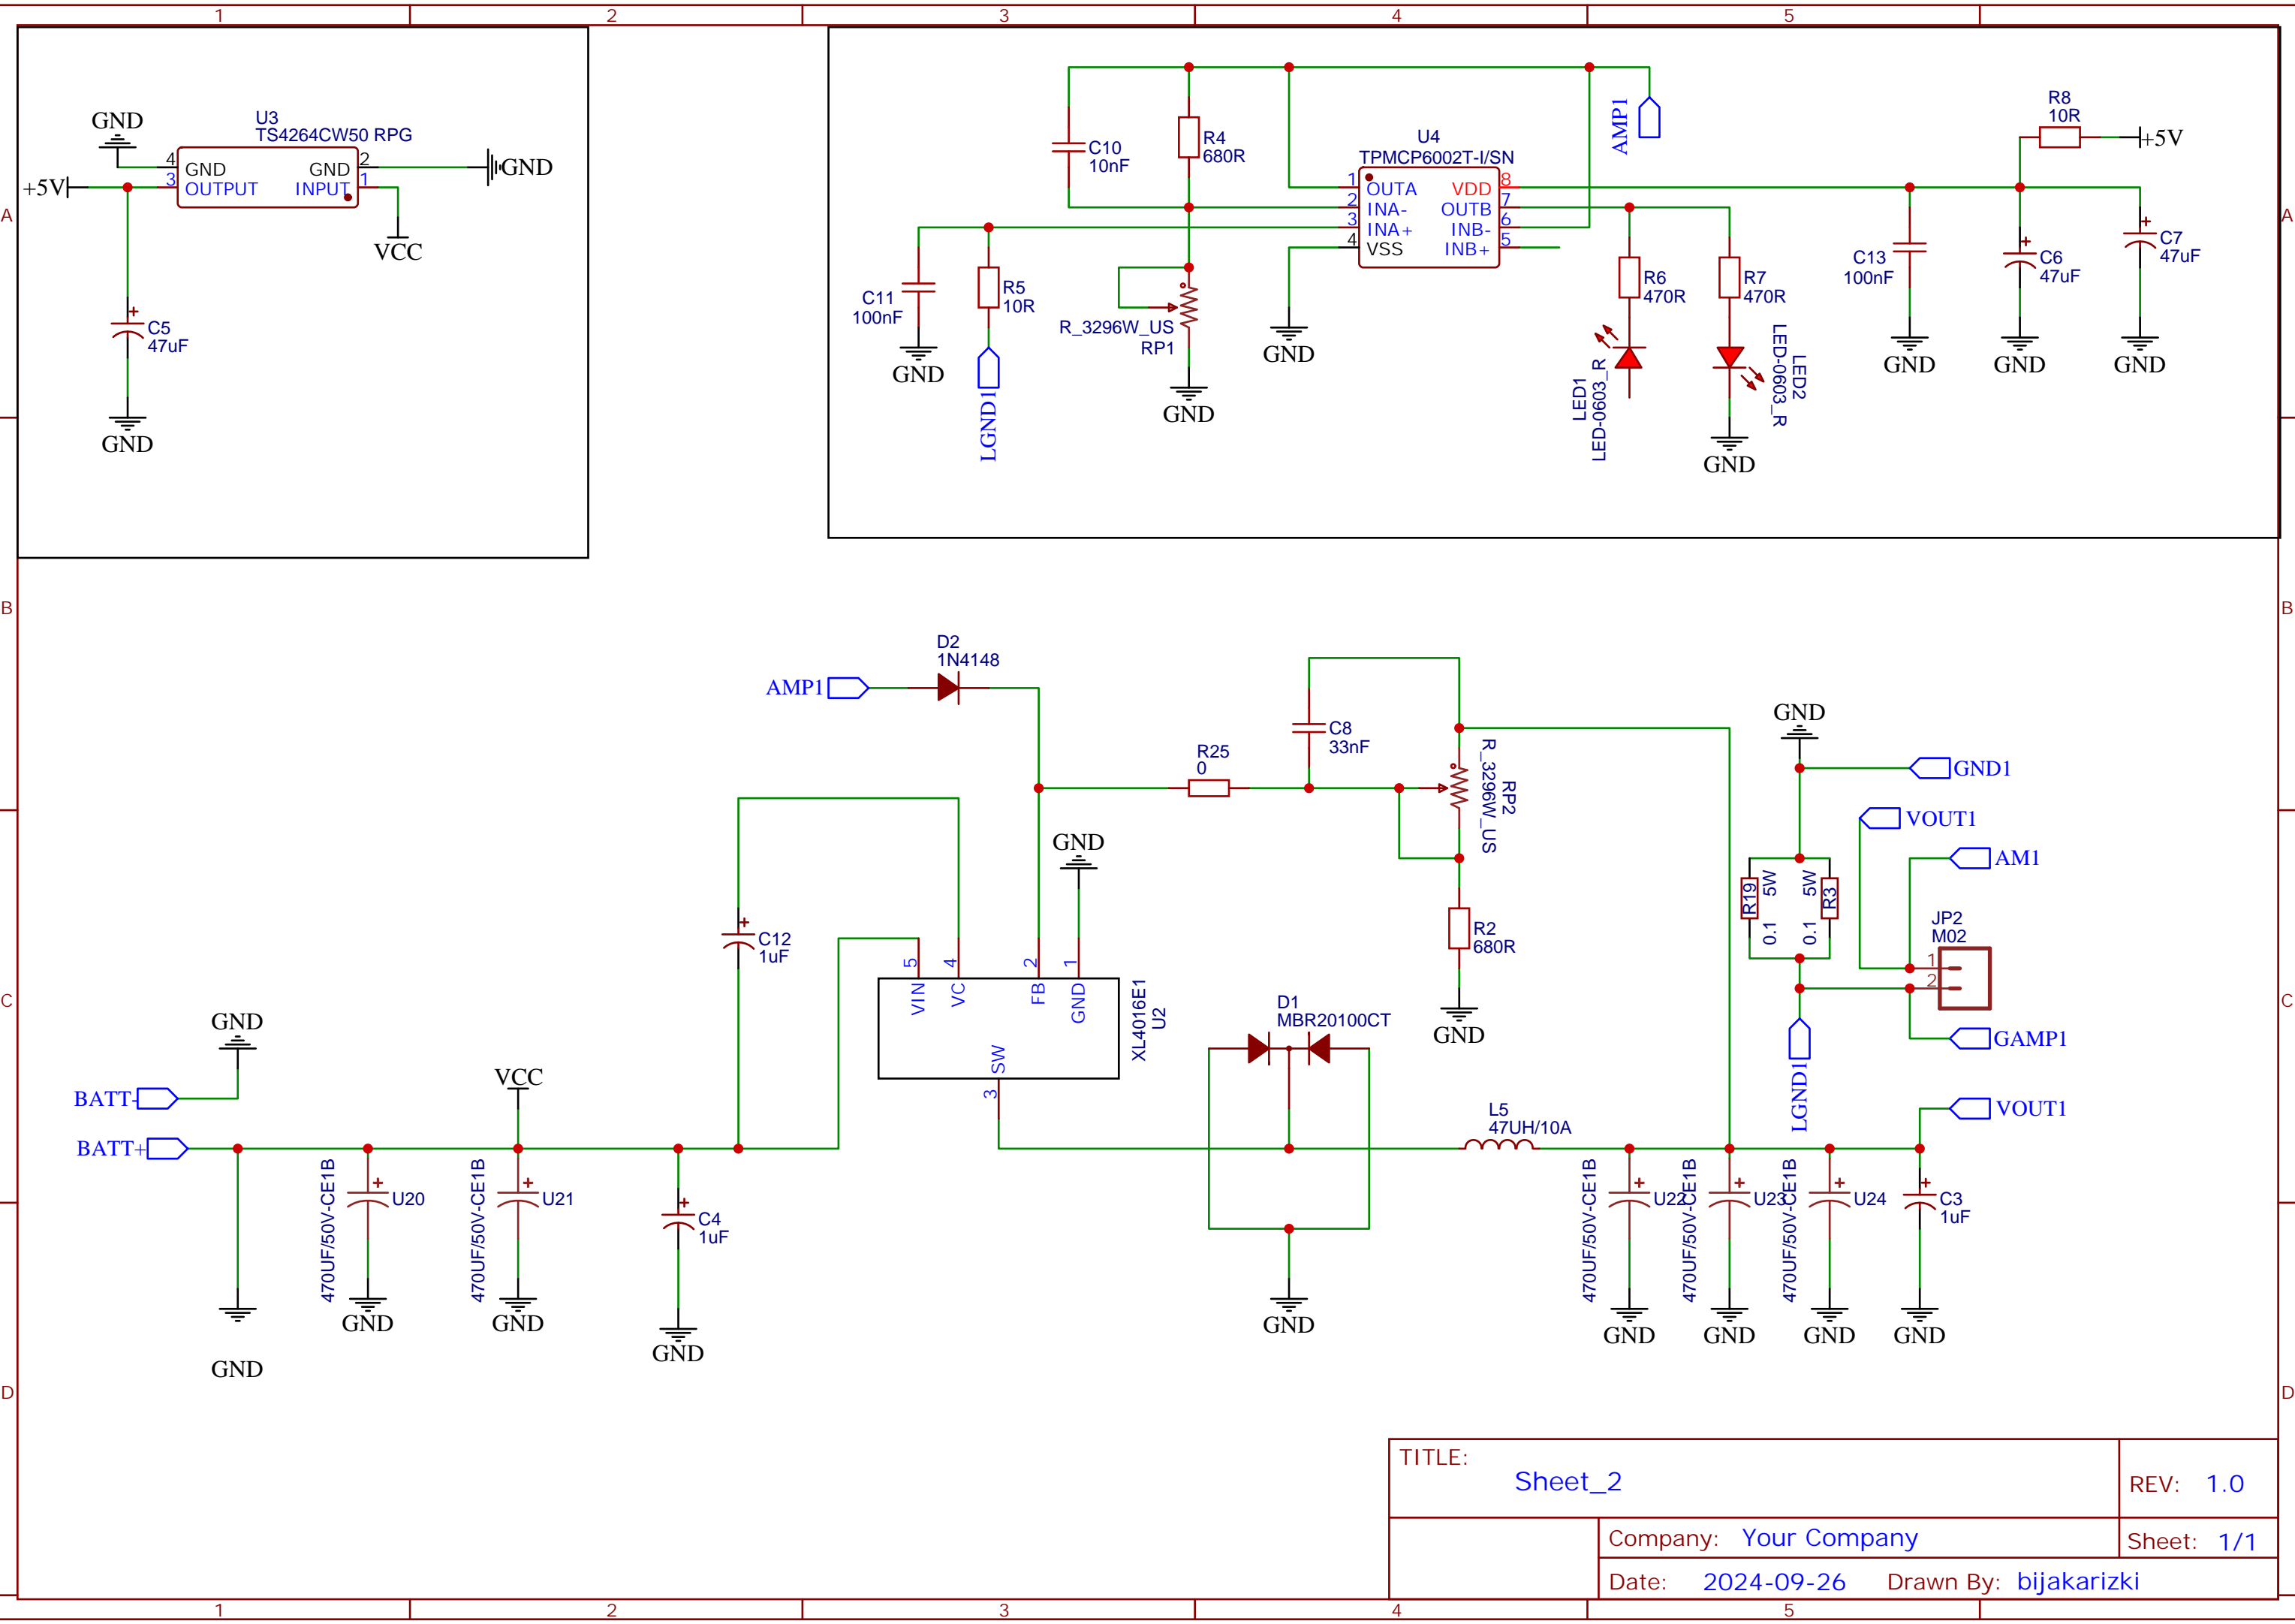 1
2
3
4
5
A
B
C
D
A
B
C
D
GND
U3
TS4264CW50 RPG
4
GND
GND
2
GND
+5V
3
OUTPUT
INPUT
1
VCC
+
C5
47uF
GND
C10
10nF
R4
680R
AMP1
U4
TPMCP6002T-I/SN
1
OUTA
VDD
8
2
INA-
OUTB
7
3
INA+
INB-
6
4
VSS
INB+
5
R8
10R
+5V
C11
100nF
GND
R5
10R
LGND1
R_3296W_US
RP1
GND
GND
R6
470R
R7
470R
LED1
LED-0603_R
LED2
LED-0603_R
GND
C13
100nF
GND
+
C6
47uF
GND
+
C7
47uF
GND
D2
1N4148
AMP1
R25
0
C8
33nF
RP2
R_3296W_US
R2
680R
GND
GND
+
C12
1uF
5
4
2
1
VIN
VC
FB
GND
SW
3
XL4016E1
U2
D1
MBR20100CT
GND
GND
GND1
VOUT1
AM1
R19
5W
0.1
5W
0.1
R3
JP2
M02
1
2
GAMP1
LGND1
VOUT1
GND
BATT-
BATT+
VCC
GND
470UF/50V-CE1B
+
U20
GND
470UF/50V-CE1B
+
U21
GND
+
C4
1uF
GND
L5
47UH/10A
470UF/50V-CE1B
+
U22
GND
470UF/50V-CE1B
+
U23
GND
470UF/50V-CE1B
+
U24
GND
+
C3
1uF
GND
TITLE:
Sheet_2
REV: 1.0
Company: Your Company
Sheet: 1/1
Date: 2024-09-26 Drawn By: bijakarizki
1
2
3
4
5